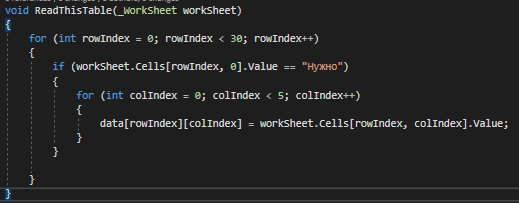 void ReadThisTable(_WorkSheet workSheet)
{
for (int rowIndex = 0; rowIndex < 30; rowIndex++)
{
if (workSheet.Cells[rowIndex, 0].Value == "Нужно")
{
for (int colIndex = 0; colIndex < 5; colIndex++)
{
data[rowIndex][colIndex] = workSheet.Cells[rowIndex, colIndex].Value;
}
}
}
}